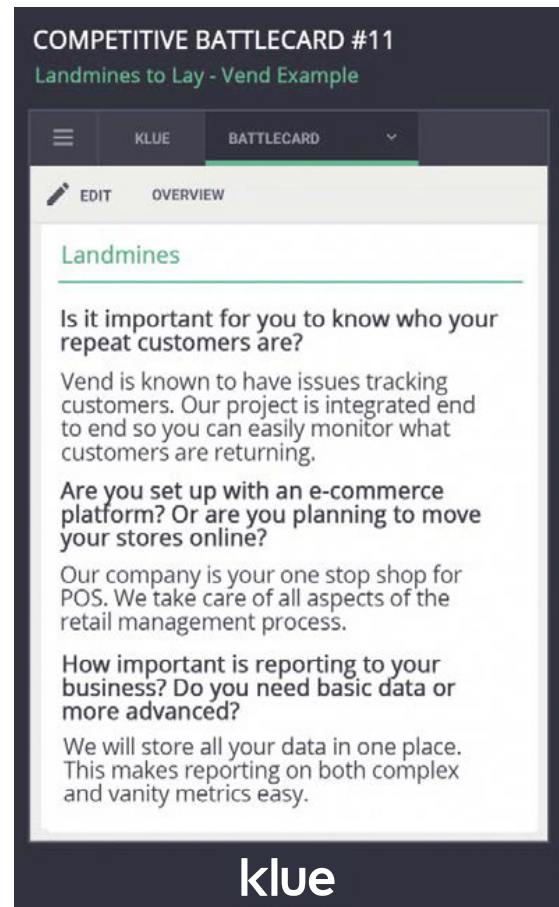 COMPETITIVE BATTLECARD #11
Landmines to Lay - Vend Example
KLUE BATTLECARD
EDIT OVERVIEW
Landmines
Is it important for you to know who your
repeat customers are?
Vend is known to have issues tracking
customers. Our project is integrated end
to end so you can easily monitor what
customers are returning.
Are you set up with an e-commerce
platform? Or are you planning to move
your stores online?
Our company is your one stop shop for
POS. We take care of all aspects of the
retail management process.
How important is reporting to your
business? Do you need basic data or
more advanced?
We will store all your data in one place.
This makes reporting on both complex
and vanity metrics easy.
klue